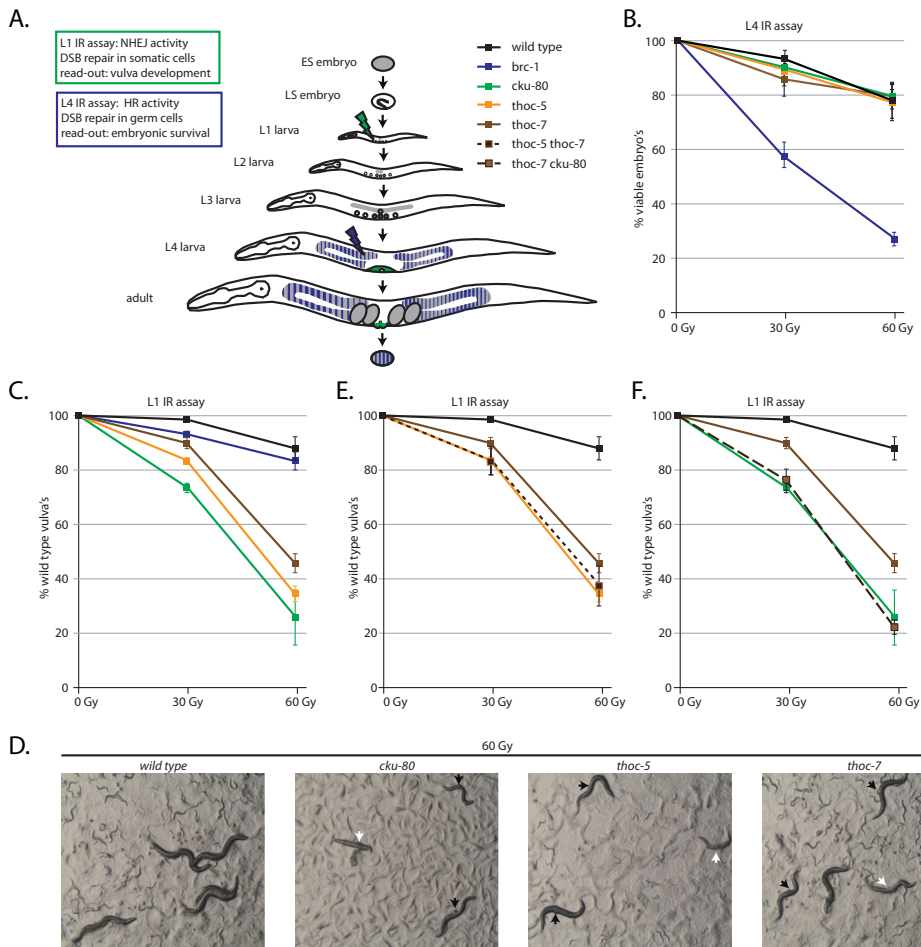 A.
L1 IR assay: NHEJ activity
DSB repair in somatic cells
read-out: vulva development
L4 IR assay: HR activity
DSB repair in germ cells
read-out: embryonic survival
ES embryo
LS embryo
L1 larva
L2 larva
L3 larva
L4 larva
adult
wild type
brc-1
cku-80
thoc-5
thoc-7
thoc-5 thoc-7
thoc-7 cku-80
B.
L4 IR assay
% viable embryo's
100
80
60
40
20
0
0 Gy
30 Gy
60 Gy
C.
L1 IR assay
% wild type vulva's
100
80
60
40
20
0
0 Gy
30 Gy
60 Gy
E.
L1 IR assay
% wild type vulva's
100
80
60
40
20
0
0 Gy
30 Gy
60 Gy
F.
L1 IR assay
% wild type vulva's
100
80
60
40
20
0
0 Gy
30 Gy
60 Gy
D.
60 Gy
wild type
cku-80
thoc-5
thoc-7